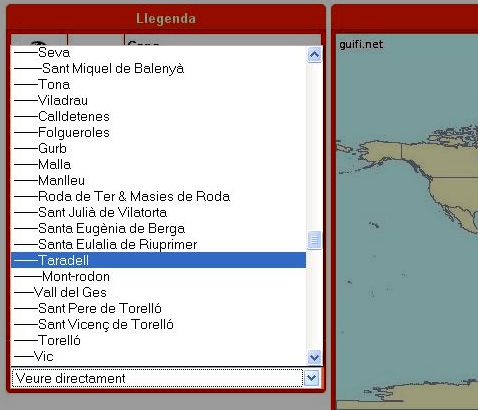 Llegenda
Capa
Seva
Sant Miquel de Balenyà
Tona
Viladrau
Calldetenes
Folgueroles
Gurb
Malla
Manlleu
Roda de Ter & Masies de Roda
Sant Julià de Vilatorta
Santa Eugènia de Berga
Santa Eulalia de Riuprimer
Taradell
Mont-rodon
Vall del Ges
Sant Pere de Torelló
Sant Vicenç de Torelló
Torelló
Vic
Veure directament
guifi.net